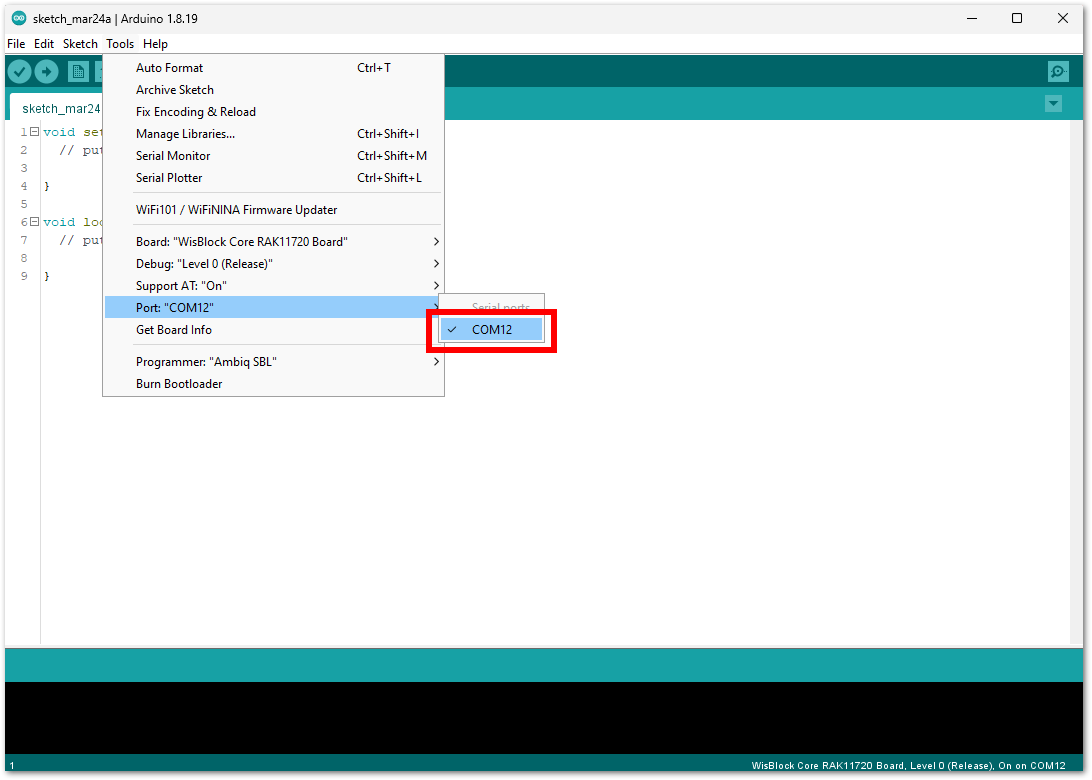 sketch_mar24a | Arduino 1.8.19
File Edit Sketch Tools Help
sketch_mar24
Auto Format Ctrl+T
Archive Sketch
Fix Encoding & Reload
Manage Libraries... Ctrl+Shift+I
Serial Monitor Ctrl+Shift+M
Serial Plotter Ctrl+Shift+L
WiFi101 / WiFiNINA Firmware Updater
Board: "WisBlock Core RAK11720 Board"
Debug: "Level 0 (Release)"
Support AT: "On"
Port: "COM12"
Get Board Info
Programmer: "Ambiq SBL"
Burn Bootloader
Serial ports
COM12
1 void set
2 // put
3
4 }
5
6 void loo
7 // put
8
9 }
1
WisBlock Core RAK11720 Board, Level 0 (Release), On on COM12